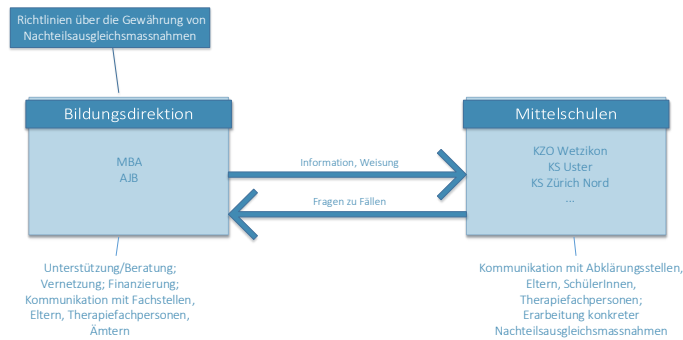 Richtlinien über die Gewährung von
Nachteilsausgleichsmassnahmen
Bildungsdirektion
MBA
AJB
Information, Weisung
Fragen zu Fällen
Mittelschulen
KZO Wetzikon
KS Uster
KS Zürich Nord
...
Unterstützung/Beratung;
Vernetzung; Finanzierung;
Kommunikation mit Fachstellen,
Eltern, Therapiefachpersonen,
Ämtern
Kommunikation mit Abklärungsstellen,
Eltern, SchülerInnen,
Therapiefachpersonen;
Erarbeitung konkreter
Nachteilsausgleichsmassnahmen